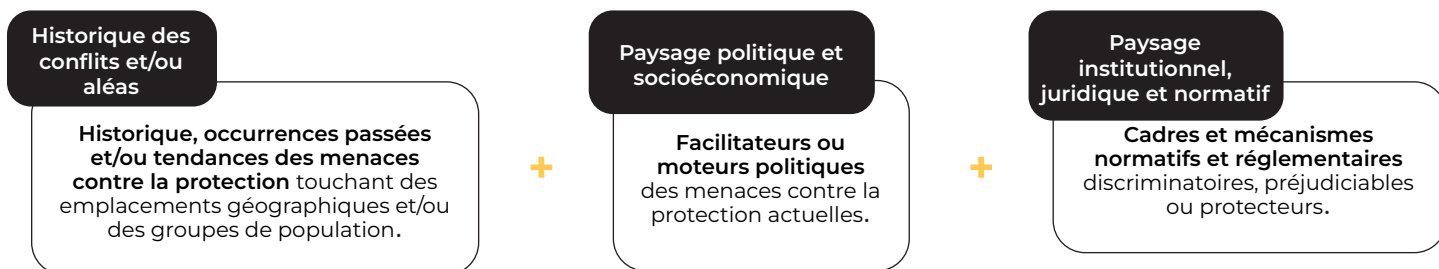 Historique des
conflits et/ou
aléas
Historique, occurrences passées
et/ou tendances des menaces
contre la protection touchant des
emplacements géographiques et/ou
des groupes de population.
+
Paysage politique et
socioéconomique
Facilitateurs ou
moteurs politiques
des menaces contre la
protection actuelles.
+
Paysage
institutionnel,
juridique et normatif
Cadres et mécanismes
normatifs et réglementaires
discriminatoires, préjudiciables
ou protecteurs.